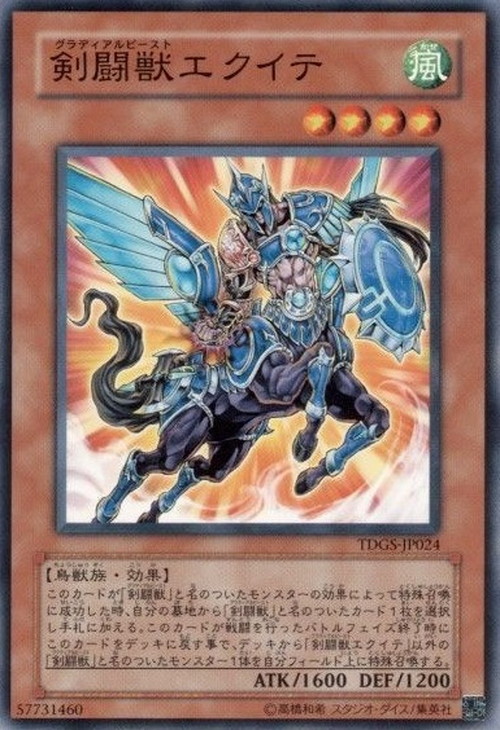 グラディアルビースト
剣闘獣エクイテ
風
TDGS-JP024
【鳥獣族・効果】
このカードが「剣闘獣」と名のついたモンスターの効果によって特殊召喚
に成功した時、自分の墓地から「剣闘獣」と名のついたカード1枚を選択
し手札に加える。このカードが戦闘を行ったバトルフェイズ終了時に
このカードをデッキに戻す事で、デッキから「剣闘獣エクイテ」以外の
「剣闘獣」と名のついたモンスター1体を自分フィールド上に特殊召喚する。
ATK/1600 DEF/1200
57731460 ©高橋和希 スタジオ・ダイス/集英社